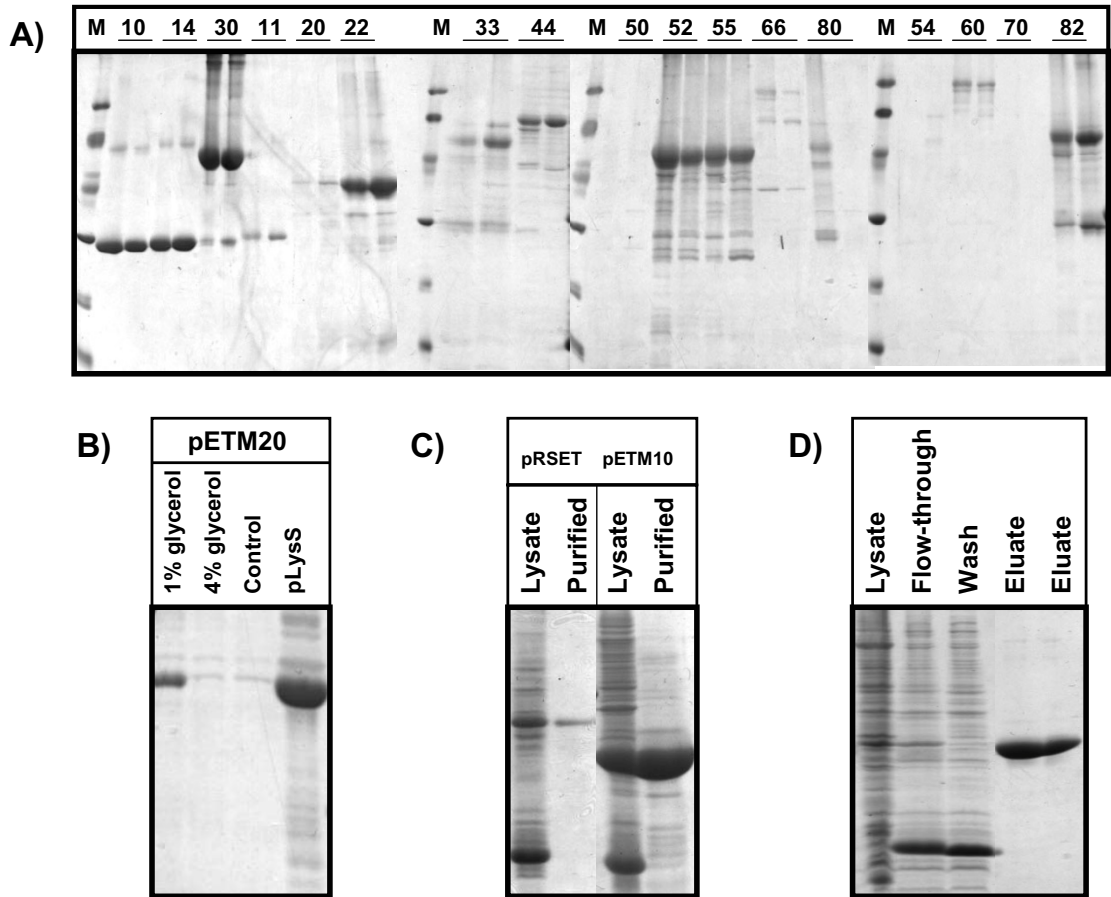 A)
M 10 14 30 11 20 22 M 33 44 M 50 52 55 66 80 M 54 60 70 82
B)
pETM20
1% glycerol
4% glycerol
Control
pLysS
C)
pRSET pETM10
Lysate
Purified
Lysate
Purified
D)
Lysate
Flow-through
Wash
Eluate
Eluate